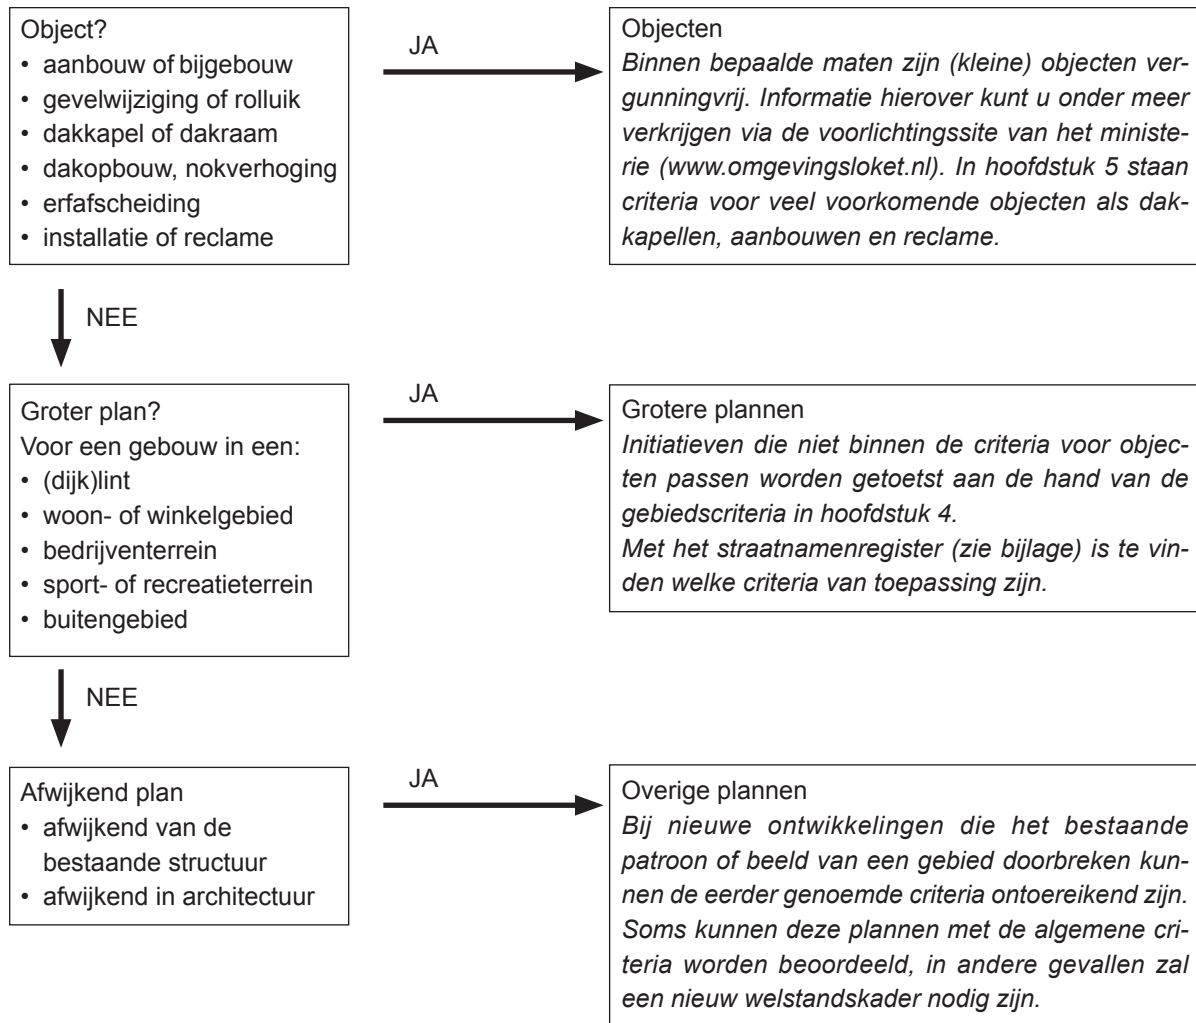 Object?
• aanbouw of bijgebouw
• gevelwijziging of rolluik
• dakkapel of dakraam
• dakopbouw, nokverhoging
• erfafscheiding
• installatie of reclame
JA
Objecten
Binnen bepaalde maten zijn (kleine) objecten ver-
gunningvrij. Informatie hierover kunt u onder meer
verkrijgen via de voorlichtingssite van het ministe-
rie (www.omgevingsloket.nl). In hoofdstuk 5 staan
criteria voor veel voorkomende objecten als dak-
kapellen, aanbouwen en reclame.
NEE
Groter plan?
Voor een gebouw in een:
• (dijk)lint
• woon- of winkelgebied
• bedrijventerrein
• sport- of recreatieterrein
• buitengebied
JA
Grotere plannen
Initiatieven die niet binnen de criteria voor objec-
ten passen worden getoetst aan de hand van de
gebiedscriteria in hoofdstuk 4.
Met het straatnamenregister (zie bijlage) is te vin-
den welke criteria van toepassing zijn.
NEE
Afwijkend plan
• afwijkend van de
bestaande structuur
• afwijkend in architectuur
JA
Overige plannen
Bij nieuwe ontwikkelingen die het bestaande
patroon of beeld van een gebied doorbreken kun-
nen de eerder genoemde criteria ontoereikend zijn.
Soms kunnen deze plannen met de algemene cri-
teria worden beoordeeld, in andere gevallen zal
een nieuw welstandskader nodig zijn.